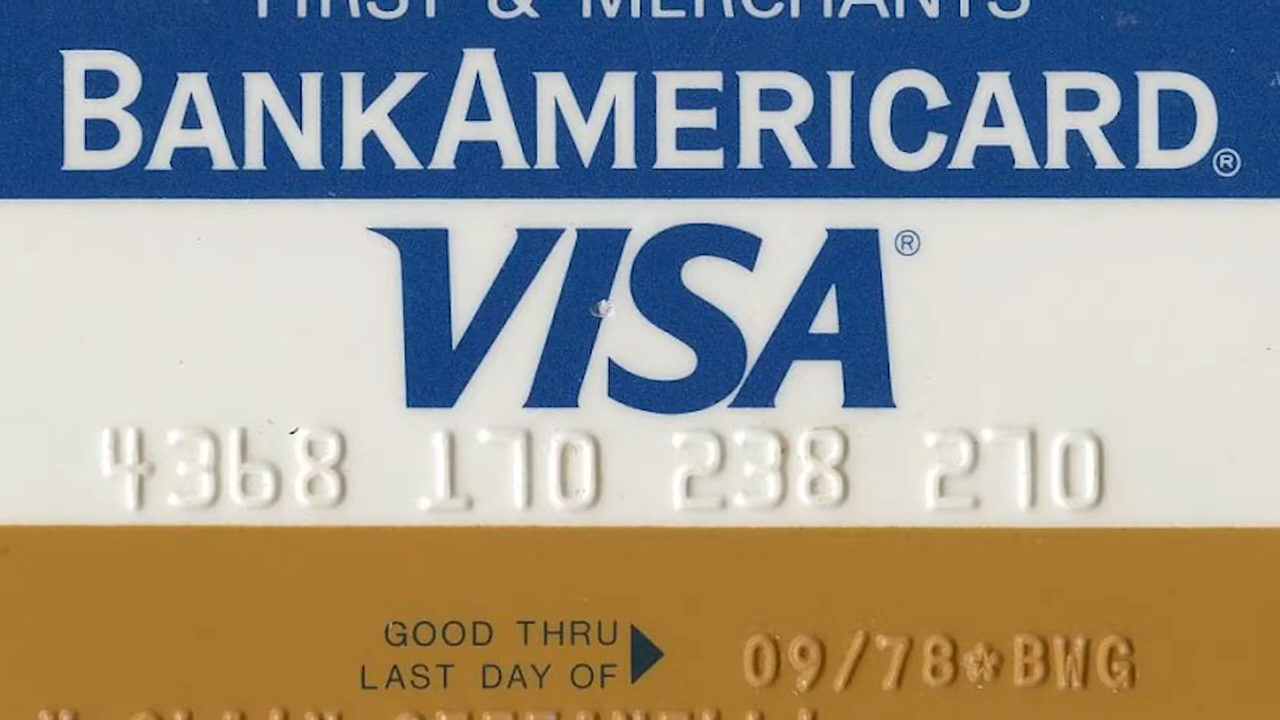 FIRST & MERCHANTS
BANKAMERICARD®
VISA®
4368 170 238 270
GOOD THRU
LAST DAY OF
09/78*BWG